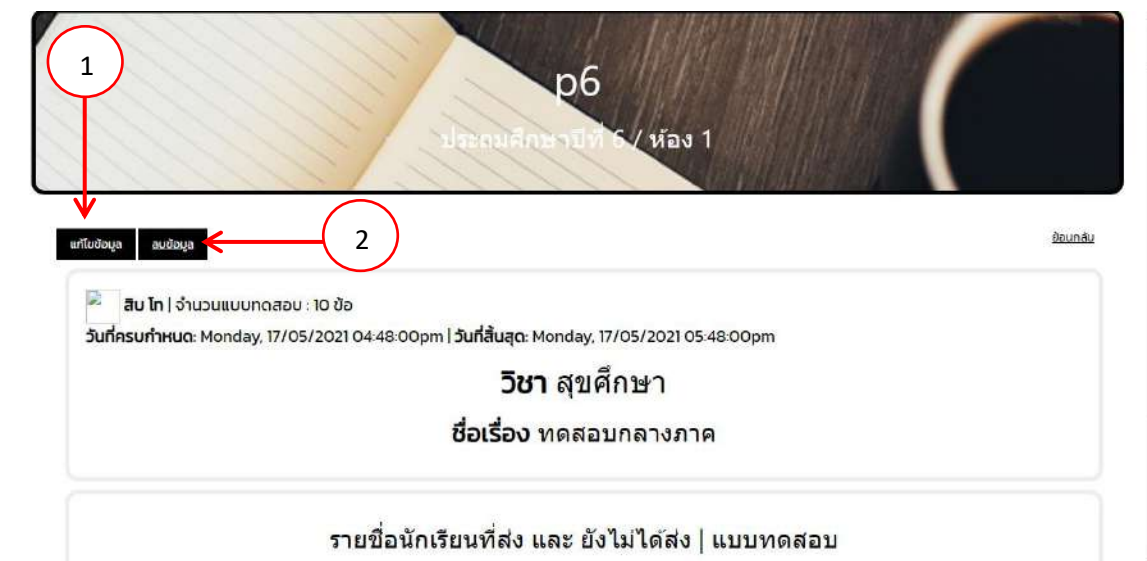 1
p6
ประถมศึกษาปีที่ 6 / ห้อง 1
2
แก้ไขข้อมูล ลบข้อมูล ย้อนกลับ
สิบ โท | จำนวนแบบทดสอบ : 10 ข้อ
วันที่ครบกำหนด: Monday, 17/05/2021 04:48:00pm | วันที่สิ้นสุด: Monday, 17/05/2021 05:48:00pm
วิชา สุขศึกษา
ชื่อเรื่อง ทดสอบกลางภาค
รายชื่อนักเรียนที่ส่ง และ ยังไม่ได้ส่ง | แบบทดสอบ